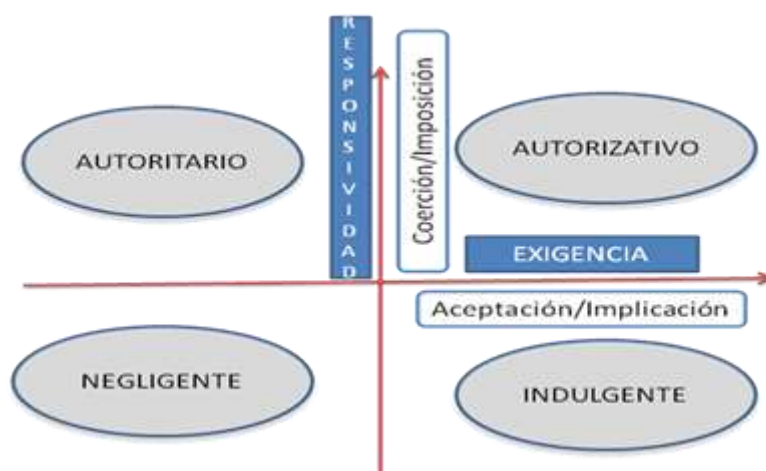 RESPONSIVIDAD
Coerción/Imposición
AUTORITARIO
AUTORIZATIVO
EXIGENCIA
Aceptación/Implicación
NEGLIGENTE
INDULGENTE